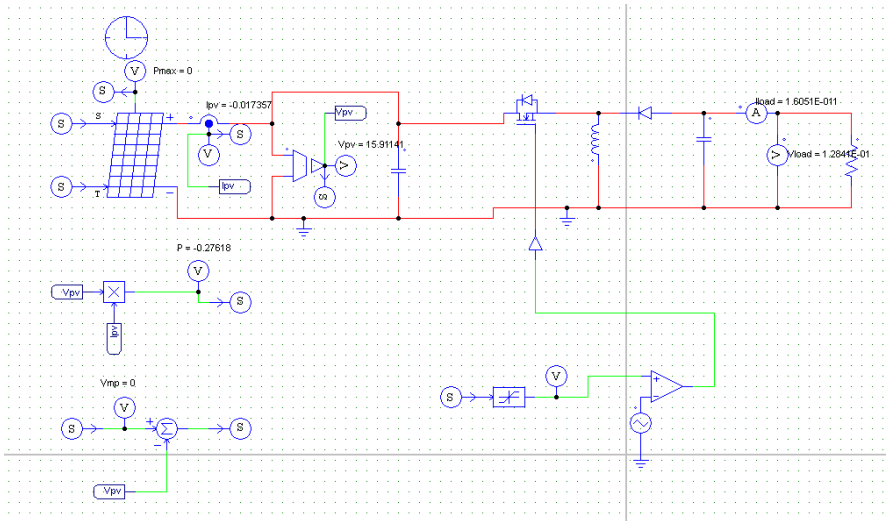 V
Pmax = 0
S
S
S
+
Ipv = -0.017357
S
V
Vpv
Vpv = 15.91141
V
S
Ipv
S
T
−
A
Iload = 1.6051E-011
V
Vload = 1.2841E-01
P = -0.27618
V
Vpv
S
Ipv
Vmp = 0
V
S
+
Σ
−
S
Vpv
S
V
+
−